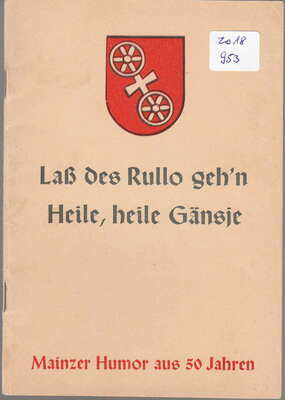 2018
953
Laß des Rullo geh'n
Heile, heile Gänsje
Mainzer Humor aus 50 Jahren